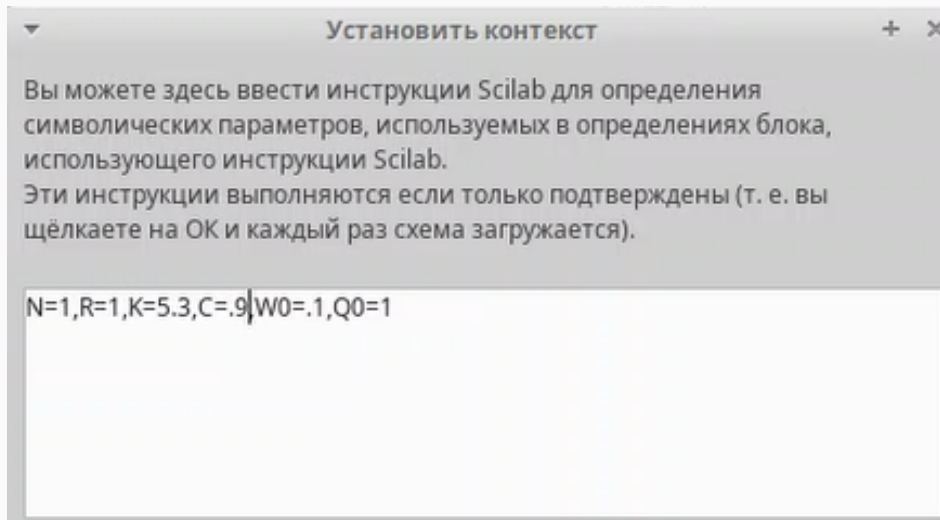 Установить контекст
Вы можете здесь ввести инструкции Scilab для определения
символических параметров, используемых в определениях блока,
использующего инструкции Scilab.
Эти инструкции выполняются если только подтверждены (т. е. вы
щёлкаете на ОК и каждый раз схема загружается).
N=1,R=1,K=5.3,C=.9,W0=.1,Q0=1